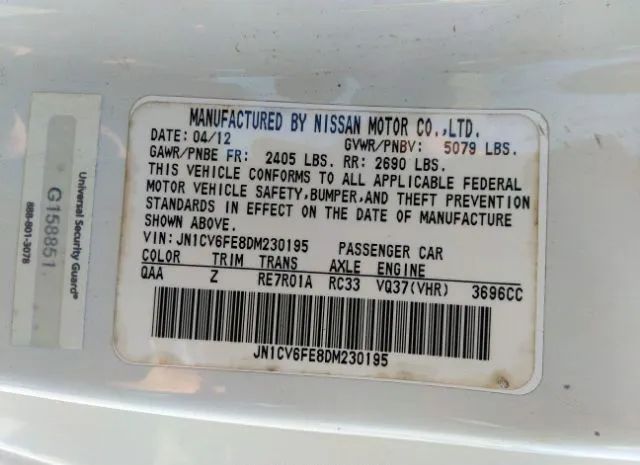 MANUFACTURED BY NISSAN MOTOR CO.,LTD.
DATE: 04/12 GVWR/PNBV: 5079 LBS.
GAWR/PNBE FR: 2405 LBS. RR: 2690 LBS.
THIS VEHICLE CONFORMS TO ALL APPLICABLE FEDERAL
MOTOR VEHICLE SAFETY,BUMPER,AND THEFT PREVENTION
STANDARDS IN EFFECT ON THE DATE OF MANUFACTURE
SHOWN ABOVE.
VIN: JN1CV6FE8DM230195 PASSENGER CAR
COLOR TRIM TRANS AXLE ENGINE
QAA Z RE7R01A RC33 VQ37(VHR) 3696CC
JN1CV6FE8DM230195
Universal Security Guard®
G158851
888-801-3078